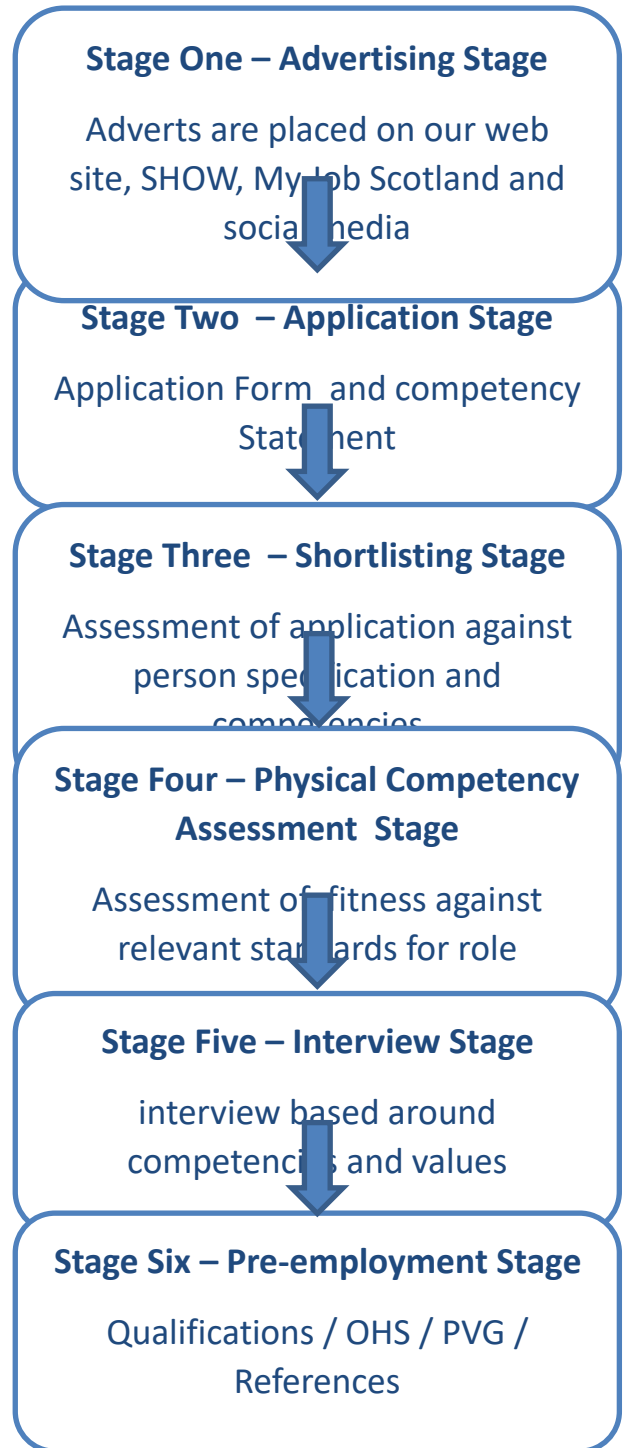 Stage One – Advertising Stage
Adverts are placed on our web
site, SHOW, My Job Scotland and
social media
Stage Two – Application Stage
Application Form and competency
Statement
Stage Three – Shortlisting Stage
Assessment of application against
person specification and
competencies
Stage Four – Physical Competency
Assessment Stage
Assessment of fitness against
relevant standards for role
Stage Five – Interview Stage
interview based around
competencies and values
Stage Six – Pre-employment Stage
Qualifications / OHS / PVG /
References